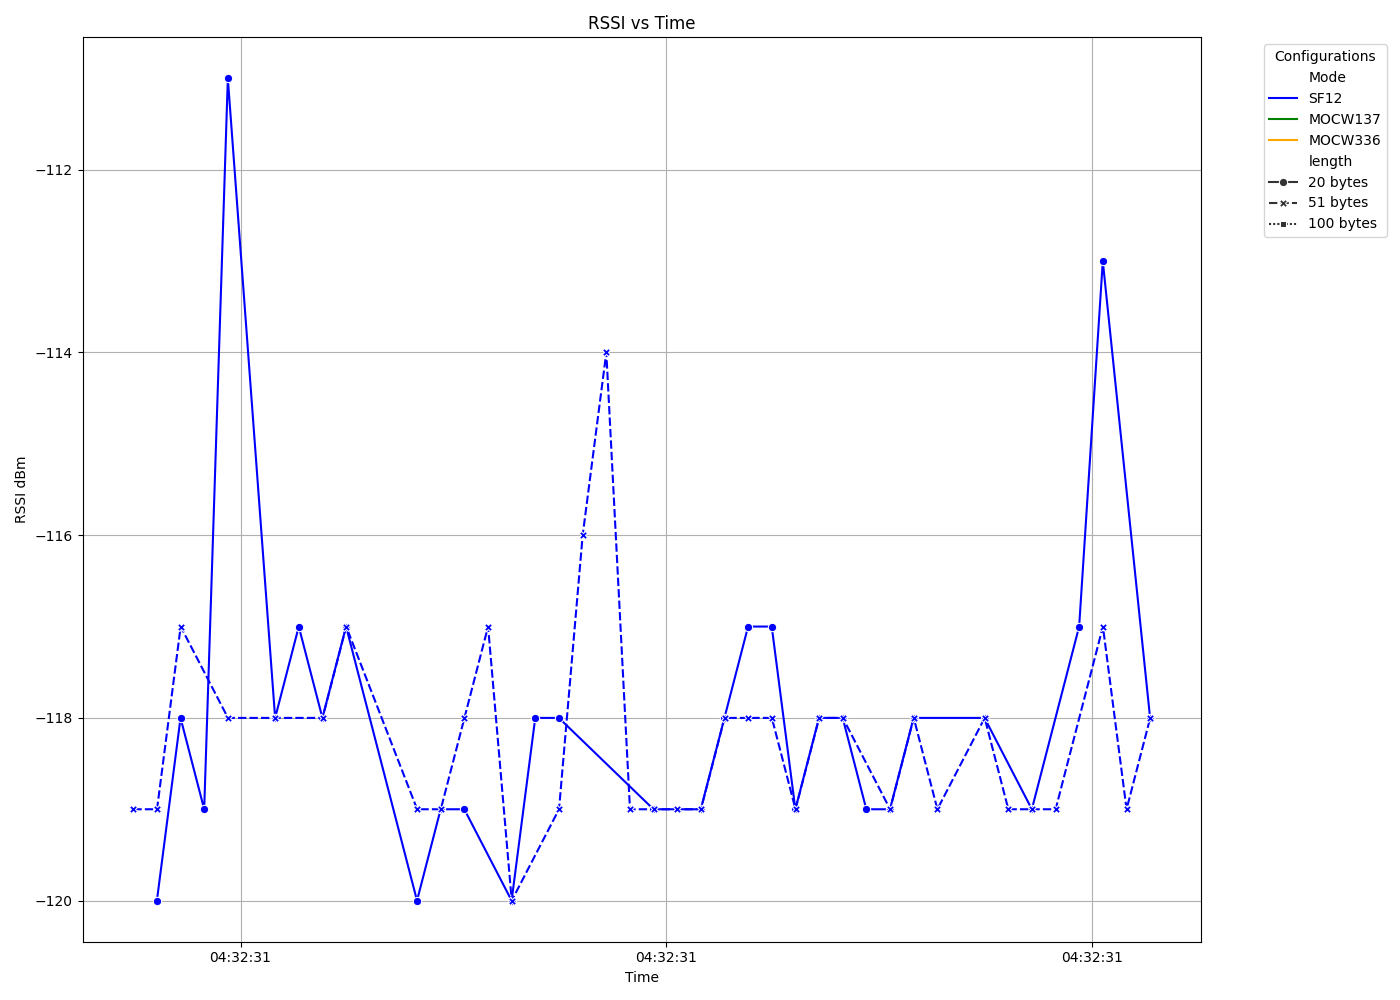 RSSI vs Time
Configurations
Mode
SF12
MOCW137
MOCW336
length
20 bytes
51 bytes
100 bytes
RSSI dBm
−112
−114
−116
−118
−120
04:32:31
04:32:31
04:32:31
Time